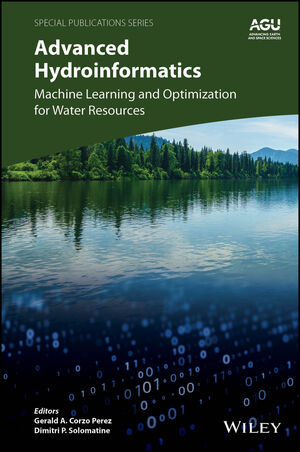 SPECIAL PUBLICATIONS SERIES
AGU
ADVANCING EARTH
AND SPACE SCIENCES
Advanced
Hydroinformatics
Machine Learning and Optimization
for Water Resources
Editors
Gerald A. Corzo Perez
Dimitri P. Solomatine
WILEY